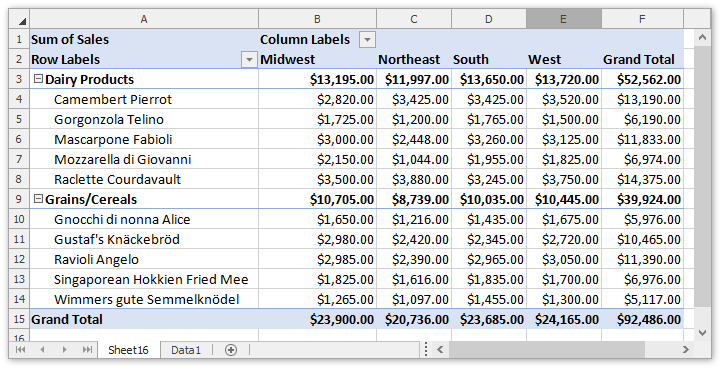 A B C D E F
1 Sum of Sales Column Labels
2 Row Labels Midwest Northeast South West Grand Total
3 Dairy Products $13,195.00 $11,997.00 $13,650.00 $13,720.00 $52,562.00
4 Camembert Pierrot $2,820.00 $3,425.00 $3,425.00 $3,520.00 $13,190.00
5 Gorgonzola Telino $1,725.00 $1,200.00 $1,765.00 $1,500.00 $6,190.00
6 Mascarpone Fabioli $3,000.00 $2,448.00 $3,260.00 $3,125.00 $11,833.00
7 Mozzarella di Giovanni $2,150.00 $1,044.00 $1,955.00 $1,825.00 $6,974.00
8 Raclette Courdavault $3,500.00 $3,880.00 $3,245.00 $3,750.00 $14,375.00
9 Grains/Cereals $10,705.00 $8,739.00 $10,035.00 $10,445.00 $39,924.00
10 Gnocchi di nonna Alice $1,650.00 $1,216.00 $1,435.00 $1,675.00 $5,976.00
11 Gustaf's Knäckebröd $2,980.00 $2,420.00 $2,345.00 $2,720.00 $10,465.00
12 Ravioli Angelo $2,985.00 $2,390.00 $2,965.00 $3,050.00 $11,390.00
13 Singaporean Hokkien Fried Mee $1,825.00 $1,616.00 $1,835.00 $1,700.00 $6,976.00
14 Wimmers gute Semmelknödel $1,265.00 $1,097.00 $1,455.00 $1,300.00 $5,117.00
15 Grand Total $23,900.00 $20,736.00 $23,685.00 $24,165.00 $92,486.00
16
Sheet16 Data1